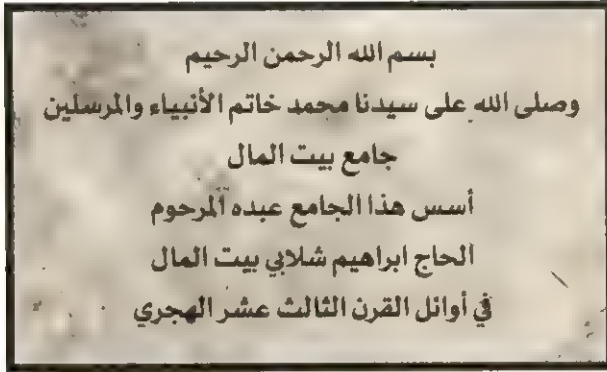 بسم الله الرحمن الرحيم
وصلى الله على سيدنا محمد خاتم الأنبياء والمرسلين
جامع بيت المال
أسس هذا الجامع عبده المرحوم
الحاج ابراهيم شلابي بيت المال
في أوائل القرن الثالث عشر الهجري